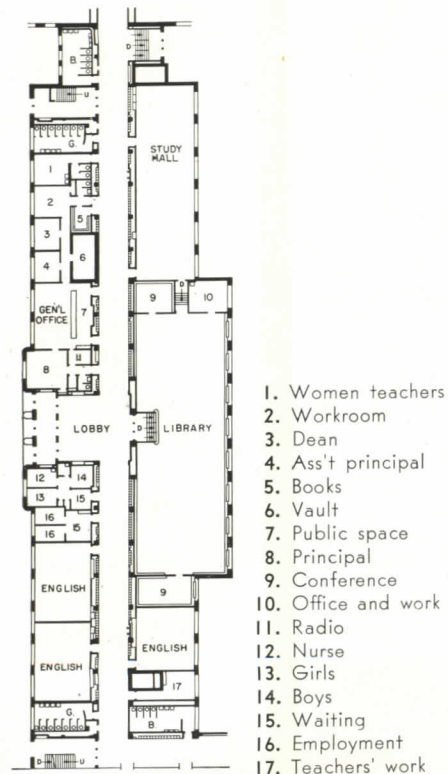 B.
D
U
G.
STUDY
HALL
1
2
5
3
6
4
D
9
10
GEN'L
OFFICE
7
11
8
LOBBY
D
LIBRARY
12
14
13
15
16
15
16
ENGLISH
9
ENGLISH
ENGLISH
17
G.
B.
D
U
1. Women teachers
2. Workroom
3. Dean
4. Ass't principal
5. Books
6. Vault
7. Public space
8. Principal
9. Conference
10. Office and work
11. Radio
12. Nurse
13. Girls
14. Boys
15. Waiting
16. Employment
17. Teachers' work